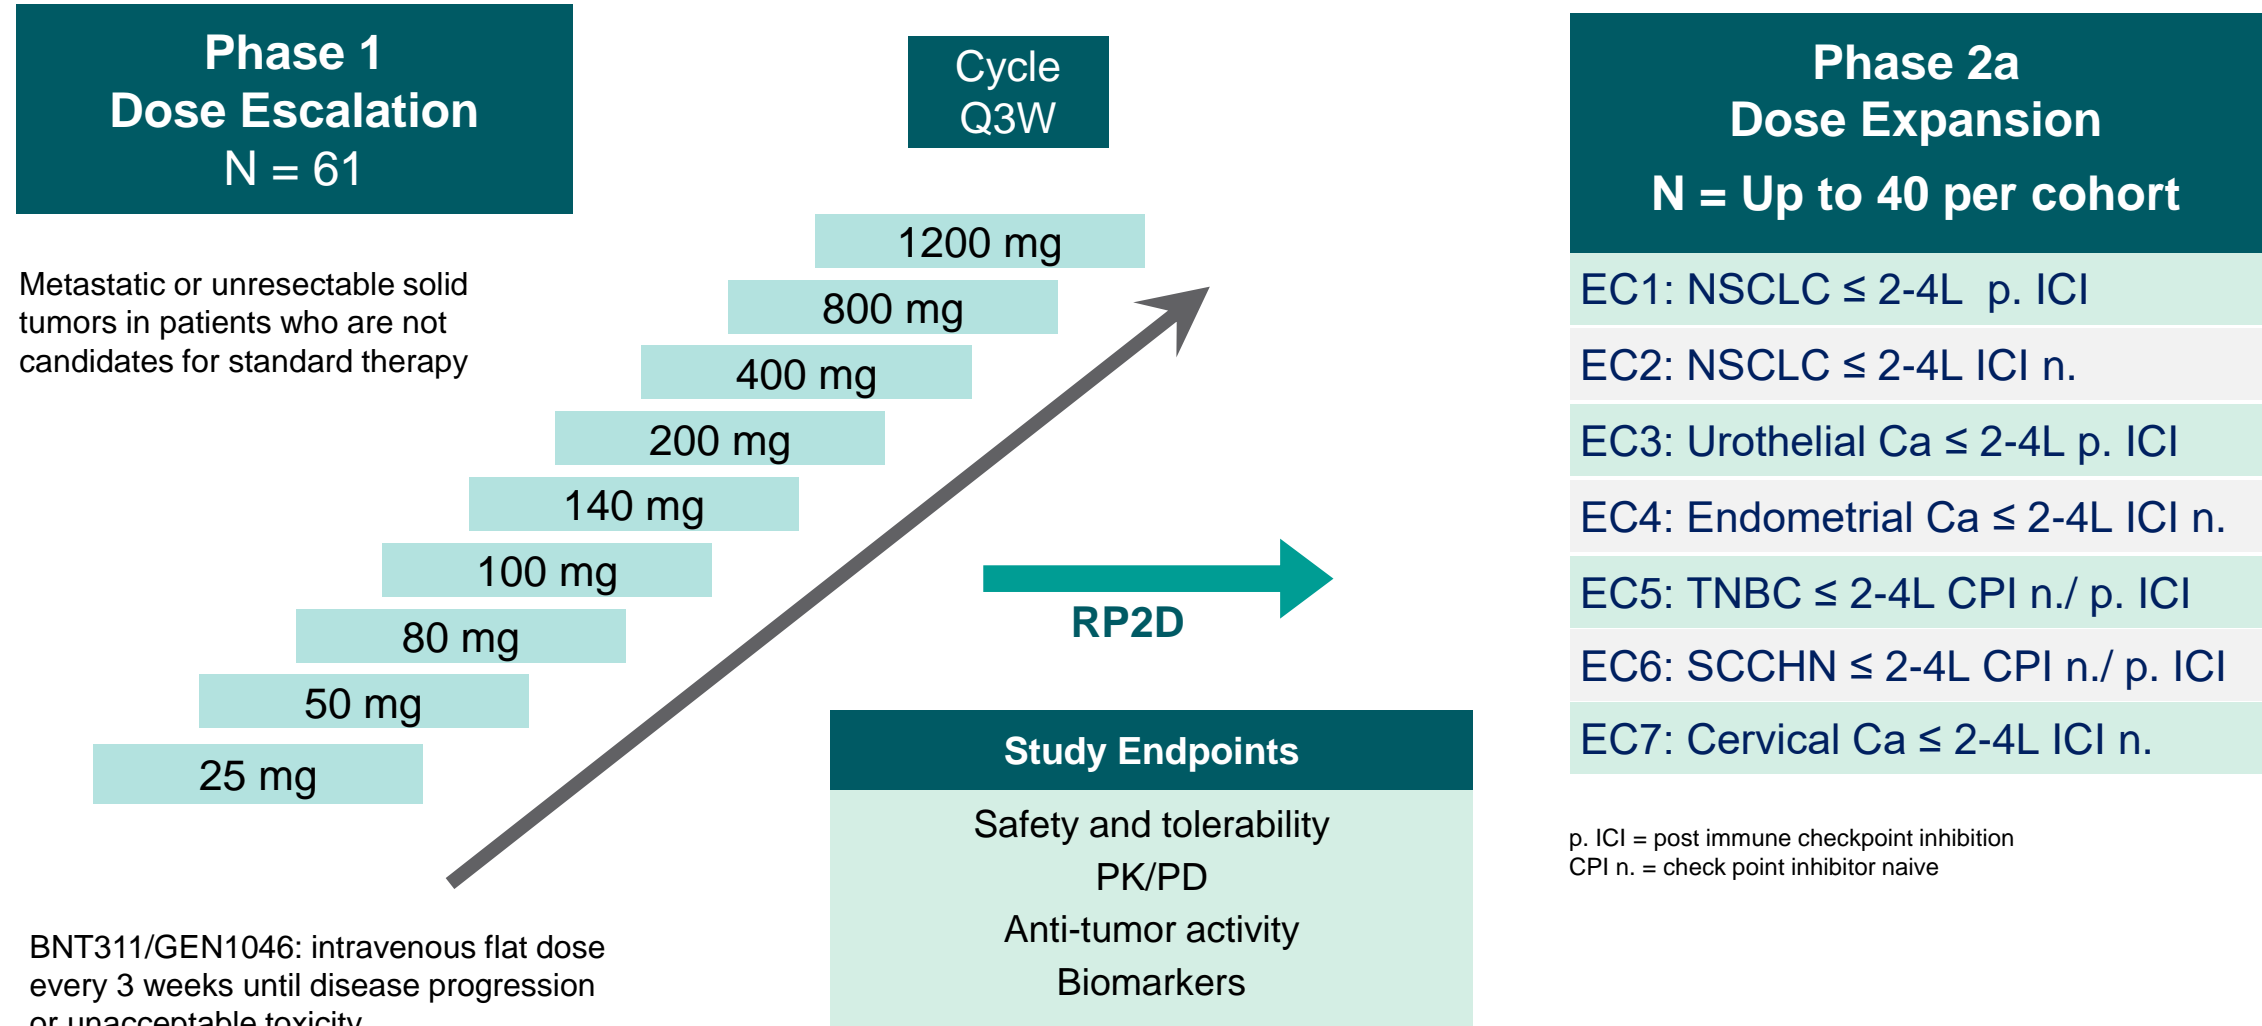 Phase 1
Dose Escalation
N = 61
Metastatic or unresectable solid
tumors in patients who are not
candidates for standard therapy
Cycle
Q3W
1200 mg
800 mg
400 mg
200 mg
140 mg
100 mg
80 mg
50 mg
25 mg
BNT311/GEN1046: intravenous flat dose
every 3 weeks until disease progression
or unacceptable toxicity
RP2D
Study Endpoints
Safety and tolerability
PK/PD
Anti-tumor activity
Biomarkers
Phase 2a
Dose Expansion
N = Up to 40 per cohort
EC1: NSCLC ≤ 2-4L p. ICI
EC2: NSCLC ≤ 2-4L ICI n.
EC3: Urothelial Ca ≤ 2-4L p. ICI
EC4: Endometrial Ca ≤ 2-4L ICI n.
EC5: TNBC ≤ 2-4L CPI n./ p. ICI
EC6: SCCHN ≤ 2-4L CPI n./ p. ICI
EC7: Cervical Ca ≤ 2-4L ICI n.
p. ICI = post immune checkpoint inhibition
CPI n. = check point inhibitor naive